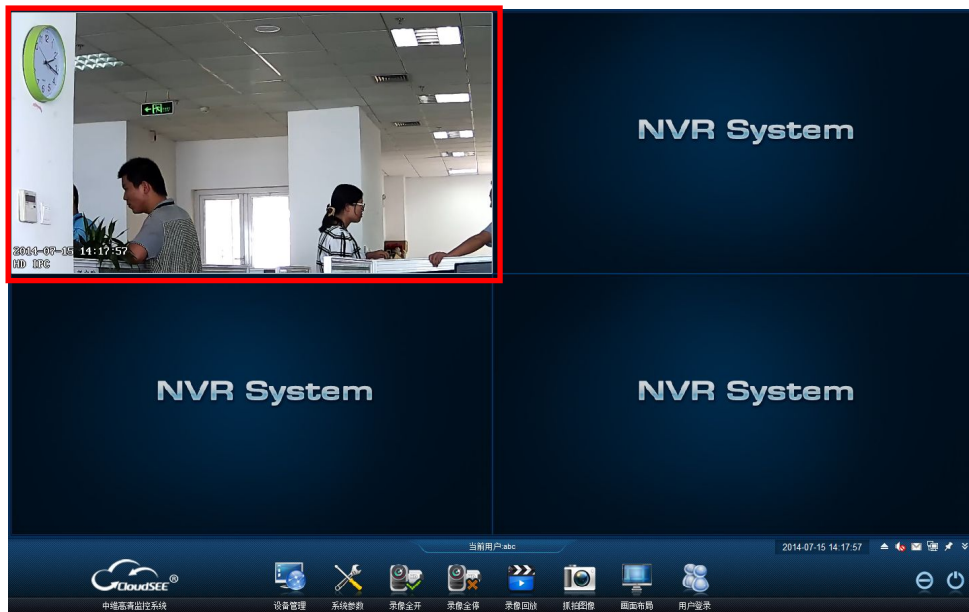 2014-07-15 14:17:57
HD IPC
NVR System
NVR System
NVR System
当前用户:abc
2014-07-15 14:17:57
CloudSEE®
中维高清监控系统
设备管理
系统参数
录像全开
录像全停
录像回放
抓拍图像
画面布局
用户登录